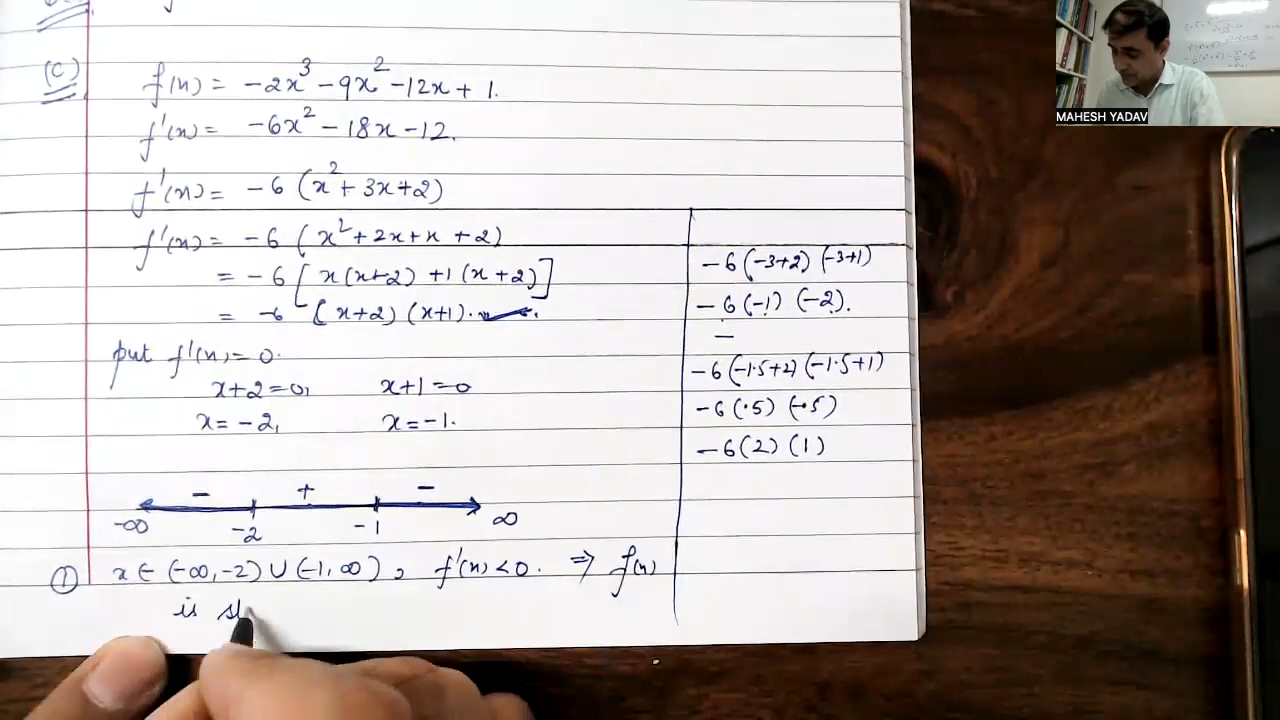 (C) f(x) = -2x³ - 9x² - 12x + 1.
f'(x) = -6x² - 18x - 12.
f'(x) = -6 (x² + 3x + 2)
f'(x) = -6 (x² + 2x + x + 2)
= -6 [x(x+2) + 1(x+2)]
= -6 (x+2) (x+1).
put f'(x) = 0.
x+2 = 0, x+1 = 0
x = -2, x = -1.
- + -
-∞ -2 -1 ∞
① x ∈ (-∞, -2) ∪ (-1, ∞), f'(x) < 0. ⇒ f(x)
is
-6(-3+2)(-3+1)
-6(-1)(-2).
-
-6(-1.5+2)(-1.5+1)
-6(.5)(-.5)
-6(2)(1)
MAHESH YADAV